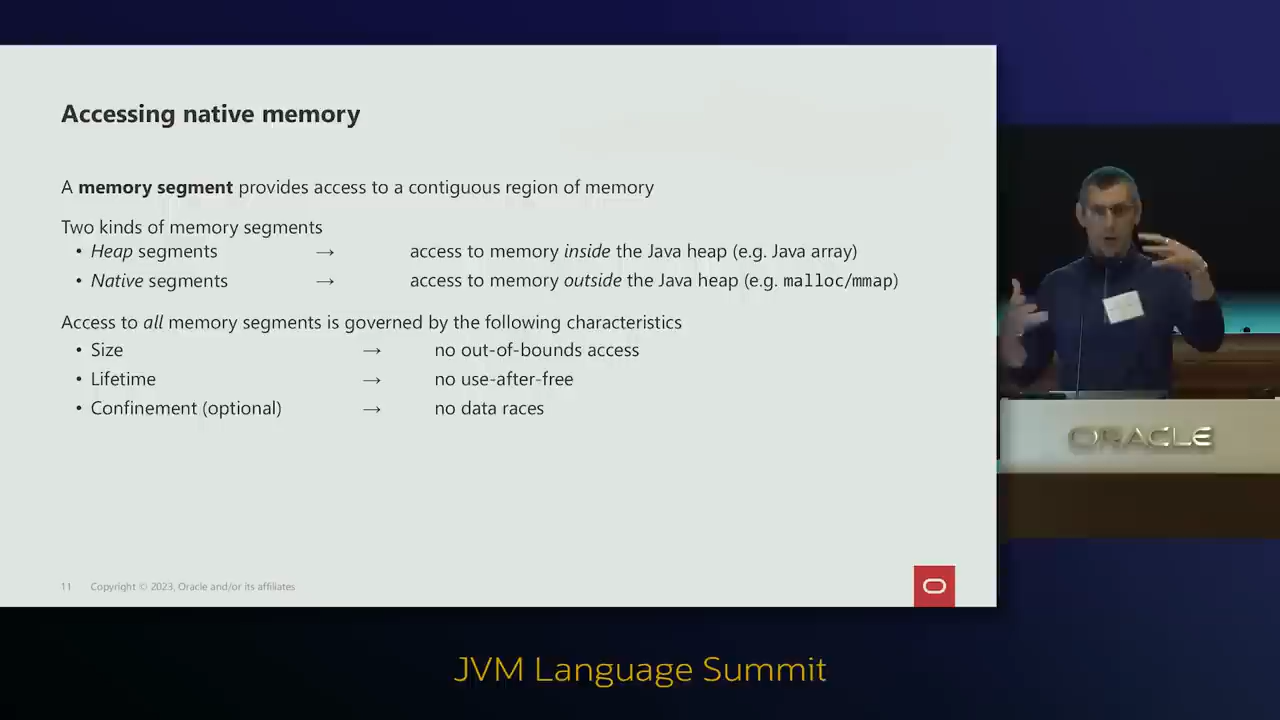 Accessing native memory
A memory segment provides access to a contiguous region of memory
Two kinds of memory segments
• Heap segments → access to memory inside the Java heap (e.g. Java array)
• Native segments → access to memory outside the Java heap (e.g. malloc/mmap)
Access to all memory segments is governed by the following characteristics
• Size → no out-of-bounds access
• Lifetime → no use-after-free
• Confinement (optional) → no data races
ORACLE
11 Copyright © 2023, Oracle and/or its affiliates
JVM Language Summit